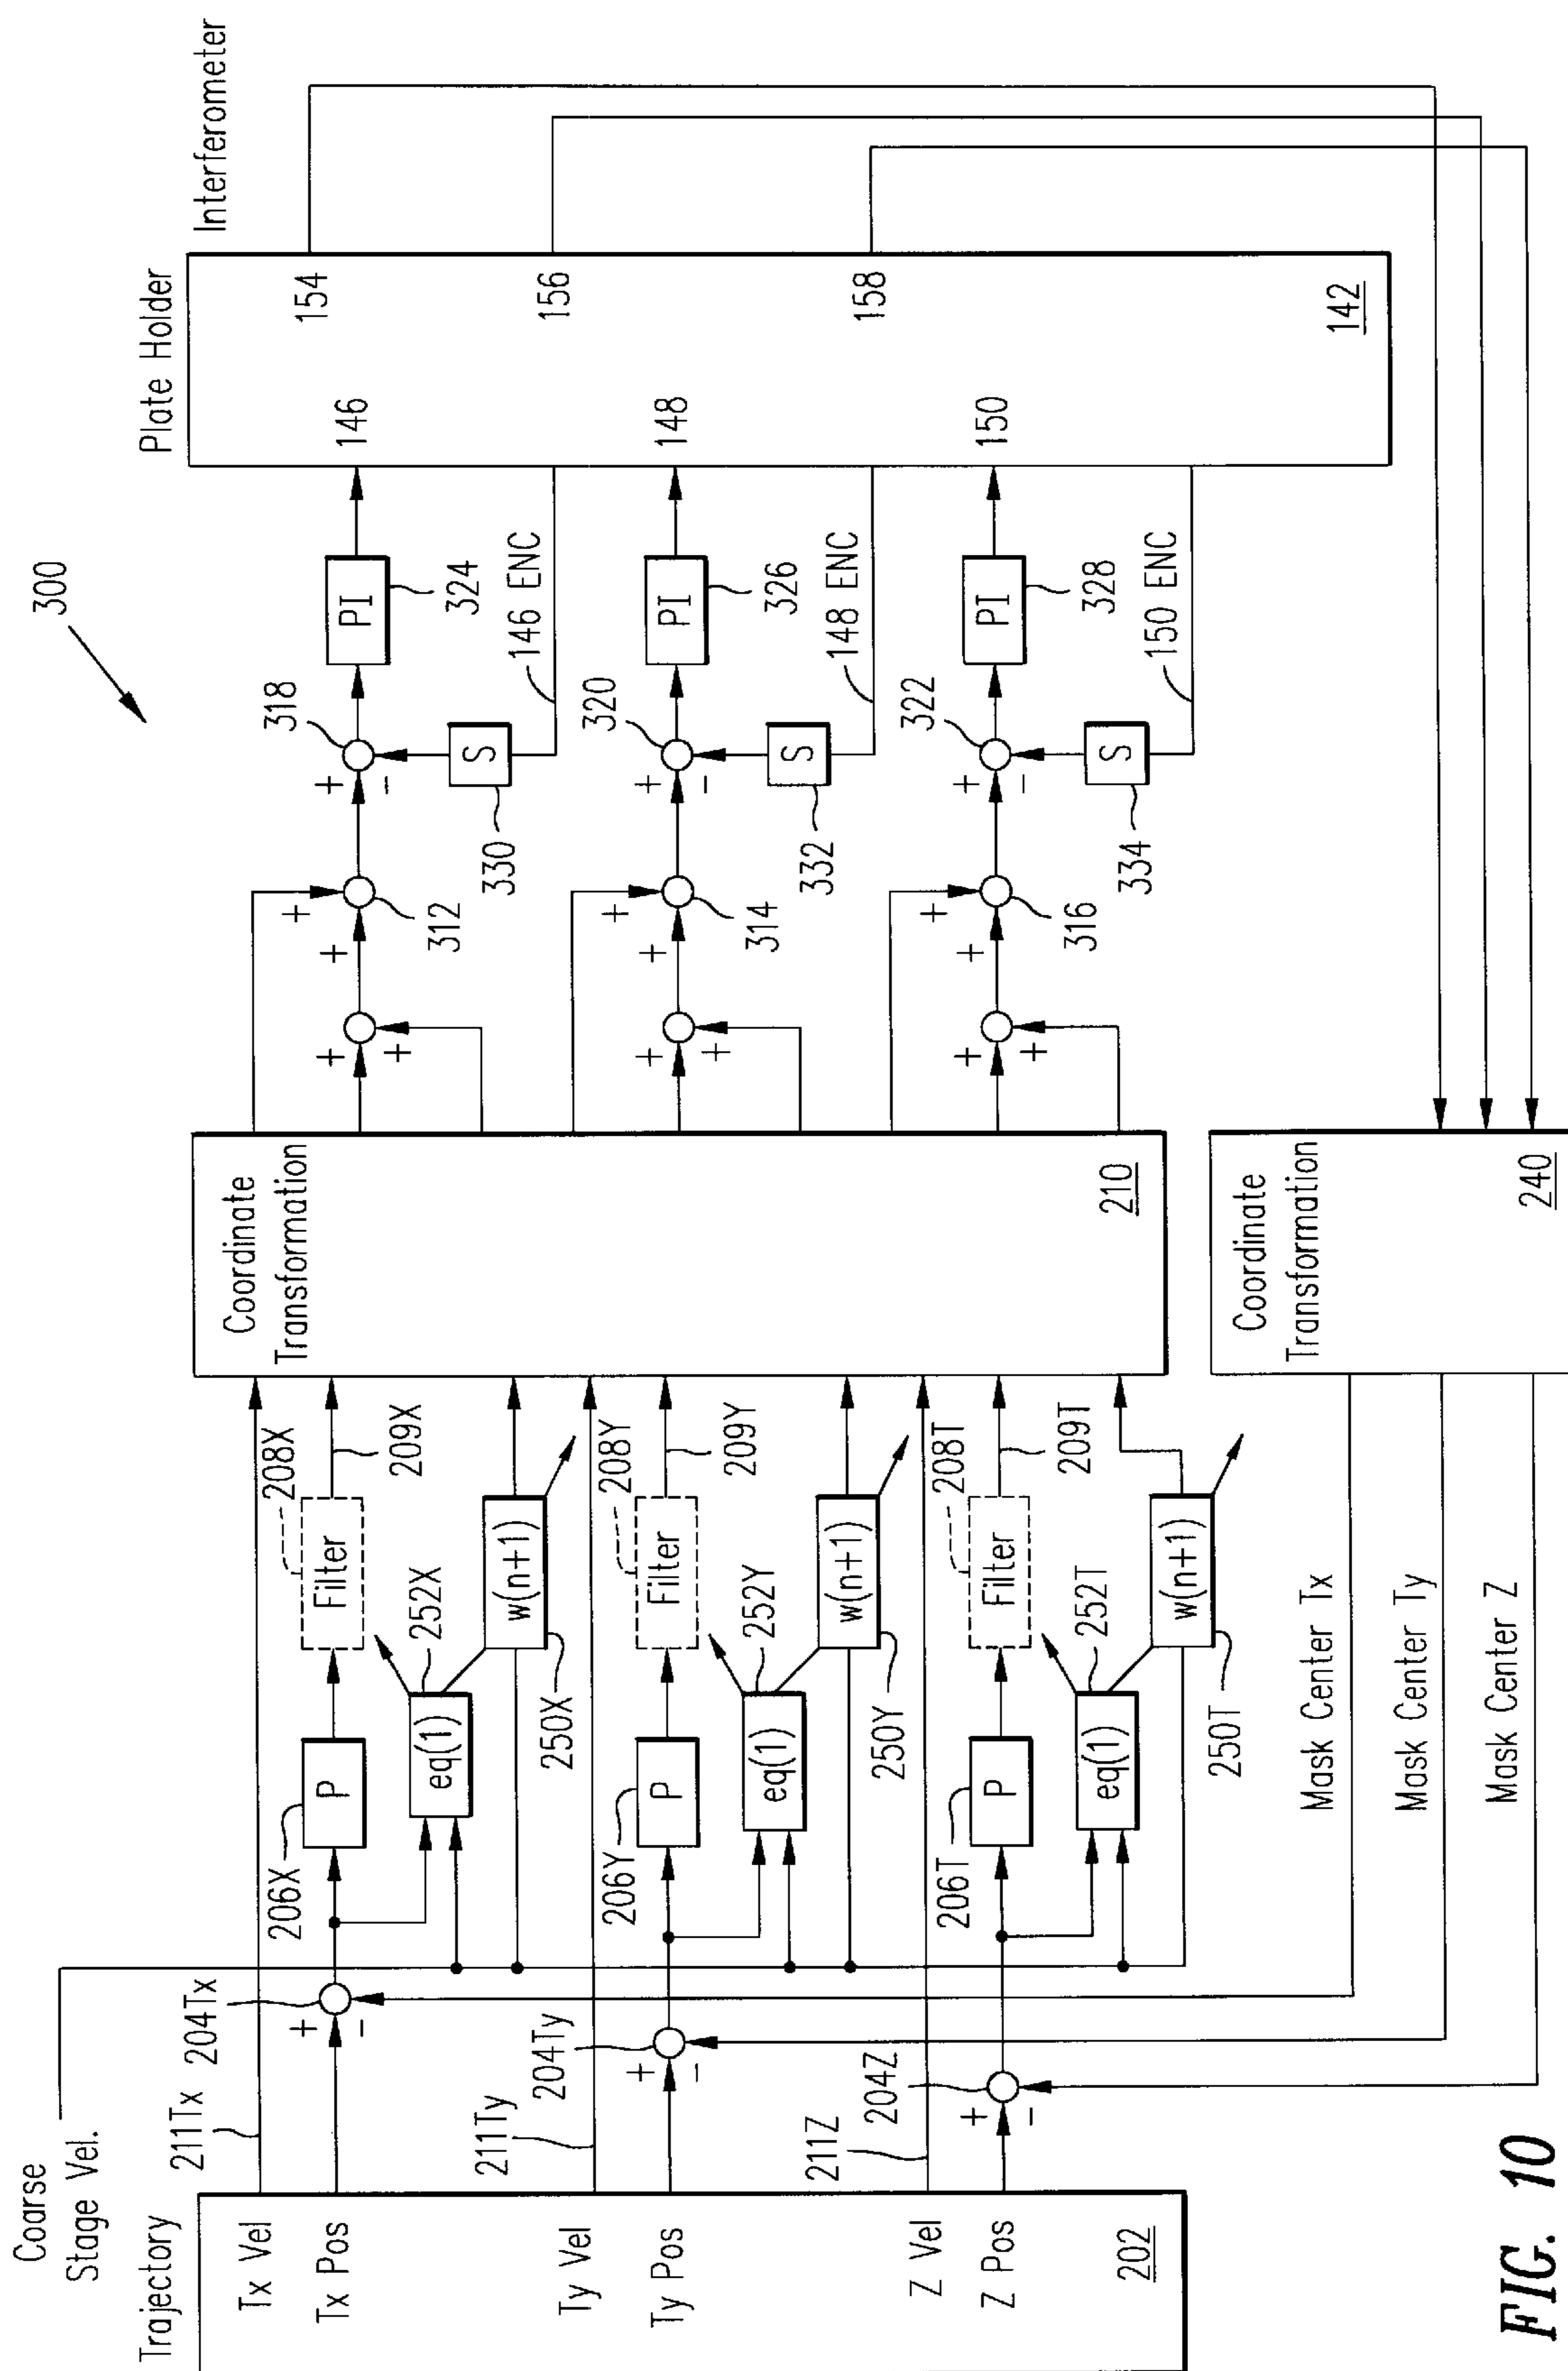 300
Coarse
Stage Vel.
Trajectory
Tx Vel
Tx Pos
Ty Vel
Ty Pos
Z Vel
Z Pos
202
211Tx
204Tx
+
−
211Ty
204Ty
+
−
211Z
204Z
+
−
206X
P
208X
Filter
209X
252X
eq(1)
w(n+1)
250X
206Y
P
208Y
Filter
209Y
252Y
eq(1)
w(n+1)
250Y
206T
P
208T
Filter
209T
252T
eq(1)
w(n+1)
250T
Mask Center Tx
Mask Center Ty
Mask Center Z
Coordinate
Transformation
210
Coordinate
Transformation
240
+
+
+
+
312
+
−
318
PI
324
S
330
146 ENC
+
+
+
+
314
+
−
320
PI
326
S
332
148 ENC
+
+
+
+
316
+
−
322
PI
328
S
334
150 ENC
Plate Holder
146
148
150
154
156
158
142
Interferometer
FIG. 10